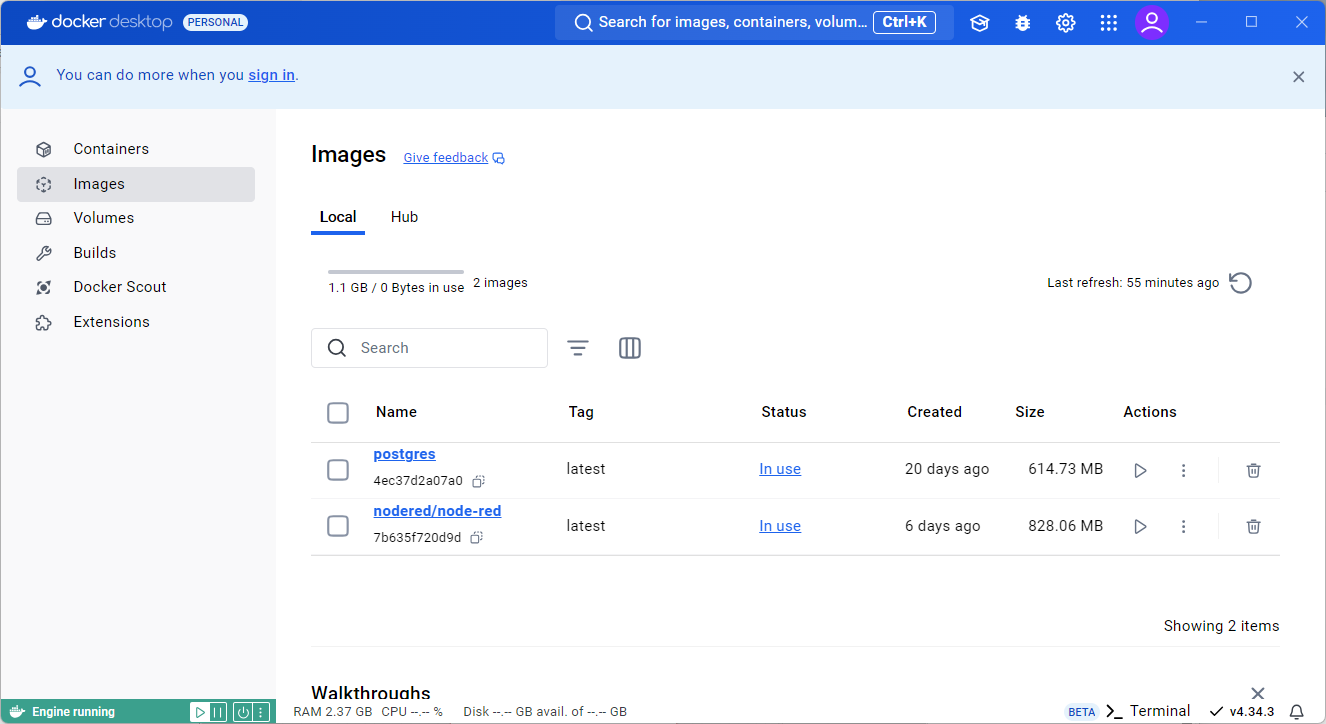 docker desktop PERSONAL Search for images, containers, volum... Ctrl+K
You can do more when you sign in.
Containers
Images
Volumes
Builds
Docker Scout
Extensions
Images Give feedback
Local Hub
1.1 GB / 0 Bytes in use 2 images Last refresh: 55 minutes ago
Search
Name Tag Status Created Size Actions
postgres
4ec37d2a07a0 latest In use 20 days ago 614.73 MB
nodered/node-red
7b635f720d9d latest In use 6 days ago 828.06 MB
Showing 2 items
Walkthroughs
Engine running RAM 2.37 GB CPU --.-- % Disk --.-- GB avail. of --.-- GB BETA Terminal v4.34.3